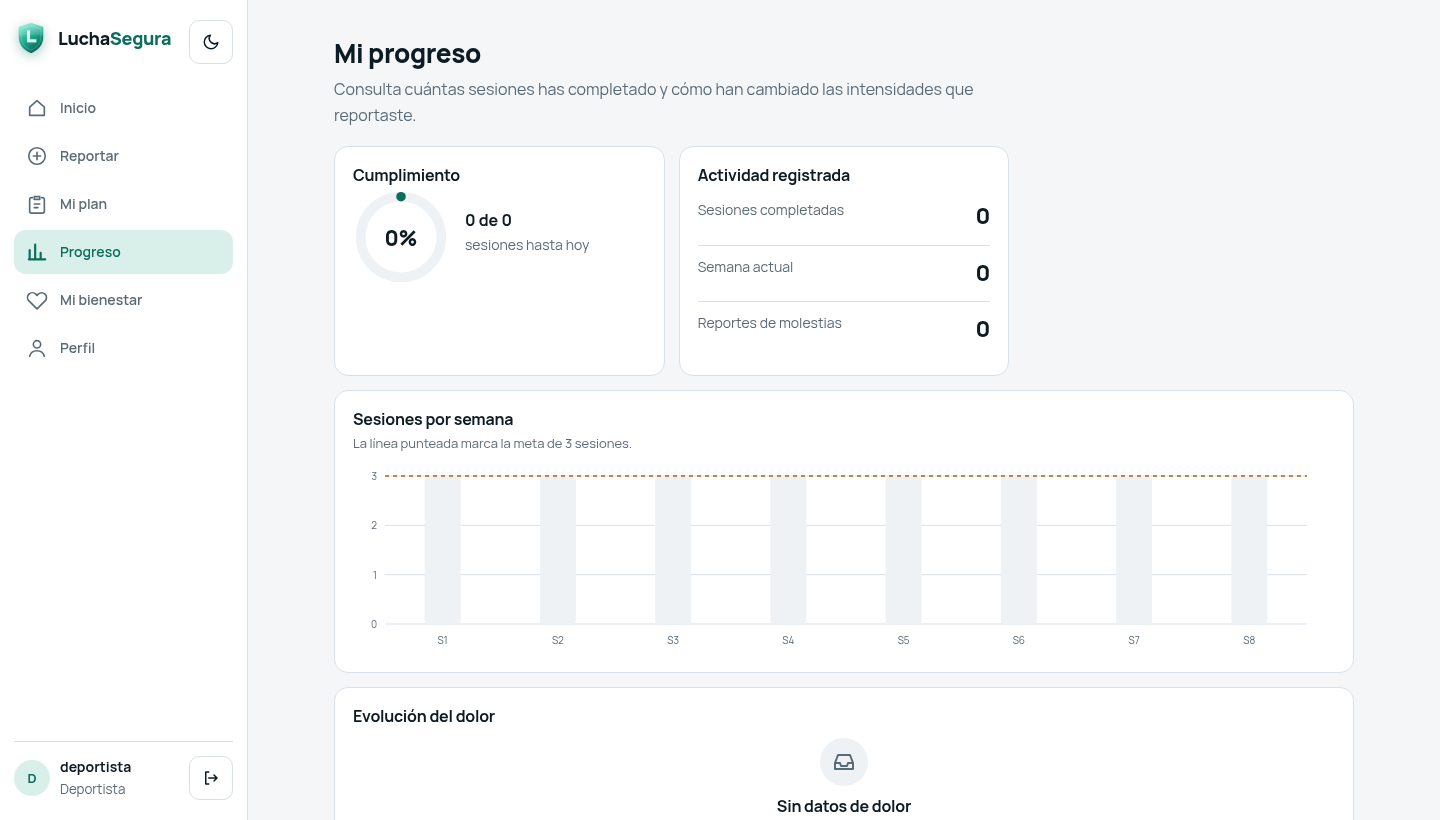 LuchaSegura
Inicio
Reportar
Mi plan
Progreso
Mi bienestar
Perfil
D
deportista
Deportista
Mi progreso
Consulta cuántas sesiones has completado y cómo han cambiado las intensidades que
reportaste.
Cumplimiento
0%
0 de 0
sesiones hasta hoy
Actividad registrada
Sesiones completadas 0
Semana actual 0
Reportes de molestias 0
Sesiones por semana
La línea punteada marca la meta de 3 sesiones.
3
2
1
0
S1 S2 S3 S4 S5 S6 S7 S8
Evolución del dolor
Sin datos de dolor